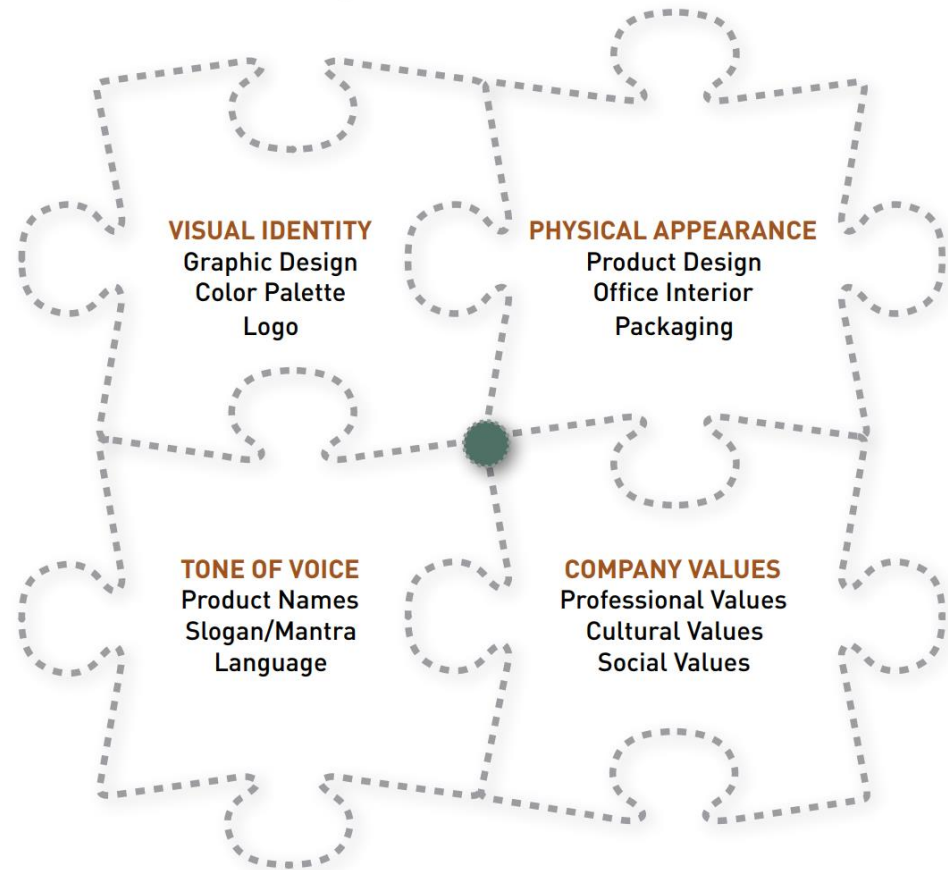 VISUAL IDENTITY
Graphic Design
Color Palette
Logo
PHYSICAL APPEARANCE
Product Design
Office Interior
Packaging
TONE OF VOICE
Product Names
Slogan/Mantra
Language
COMPANY VALUES
Professional Values
Cultural Values
Social Values